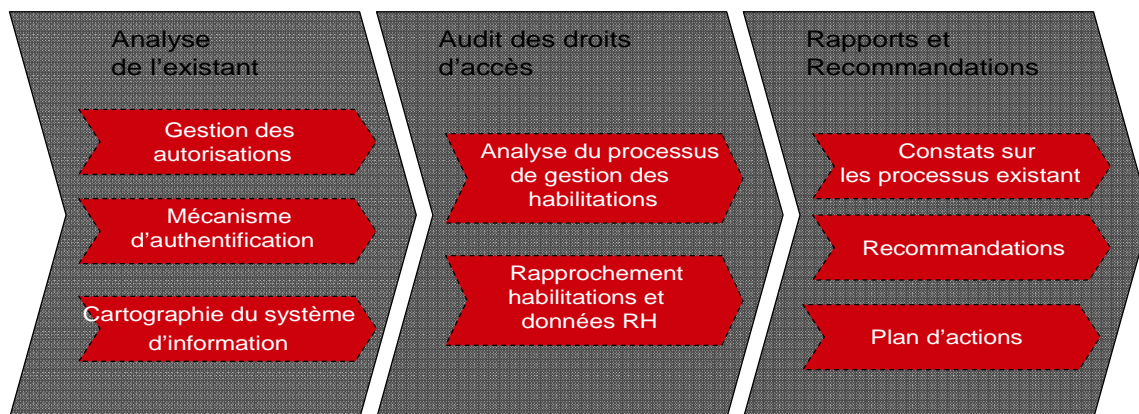 Analyse
de l'existant
Gestion des
autorisations
Mécanisme
d'authentification
Cartographie du système
d'information
Audit des droits
d'accès
Analyse du processus
de gestion des
habilitations
Rapprochement
habilitations et
données RH
Rapports et
Recommandations
Constats sur
les processus existant
Recommandations
Plan d'actions